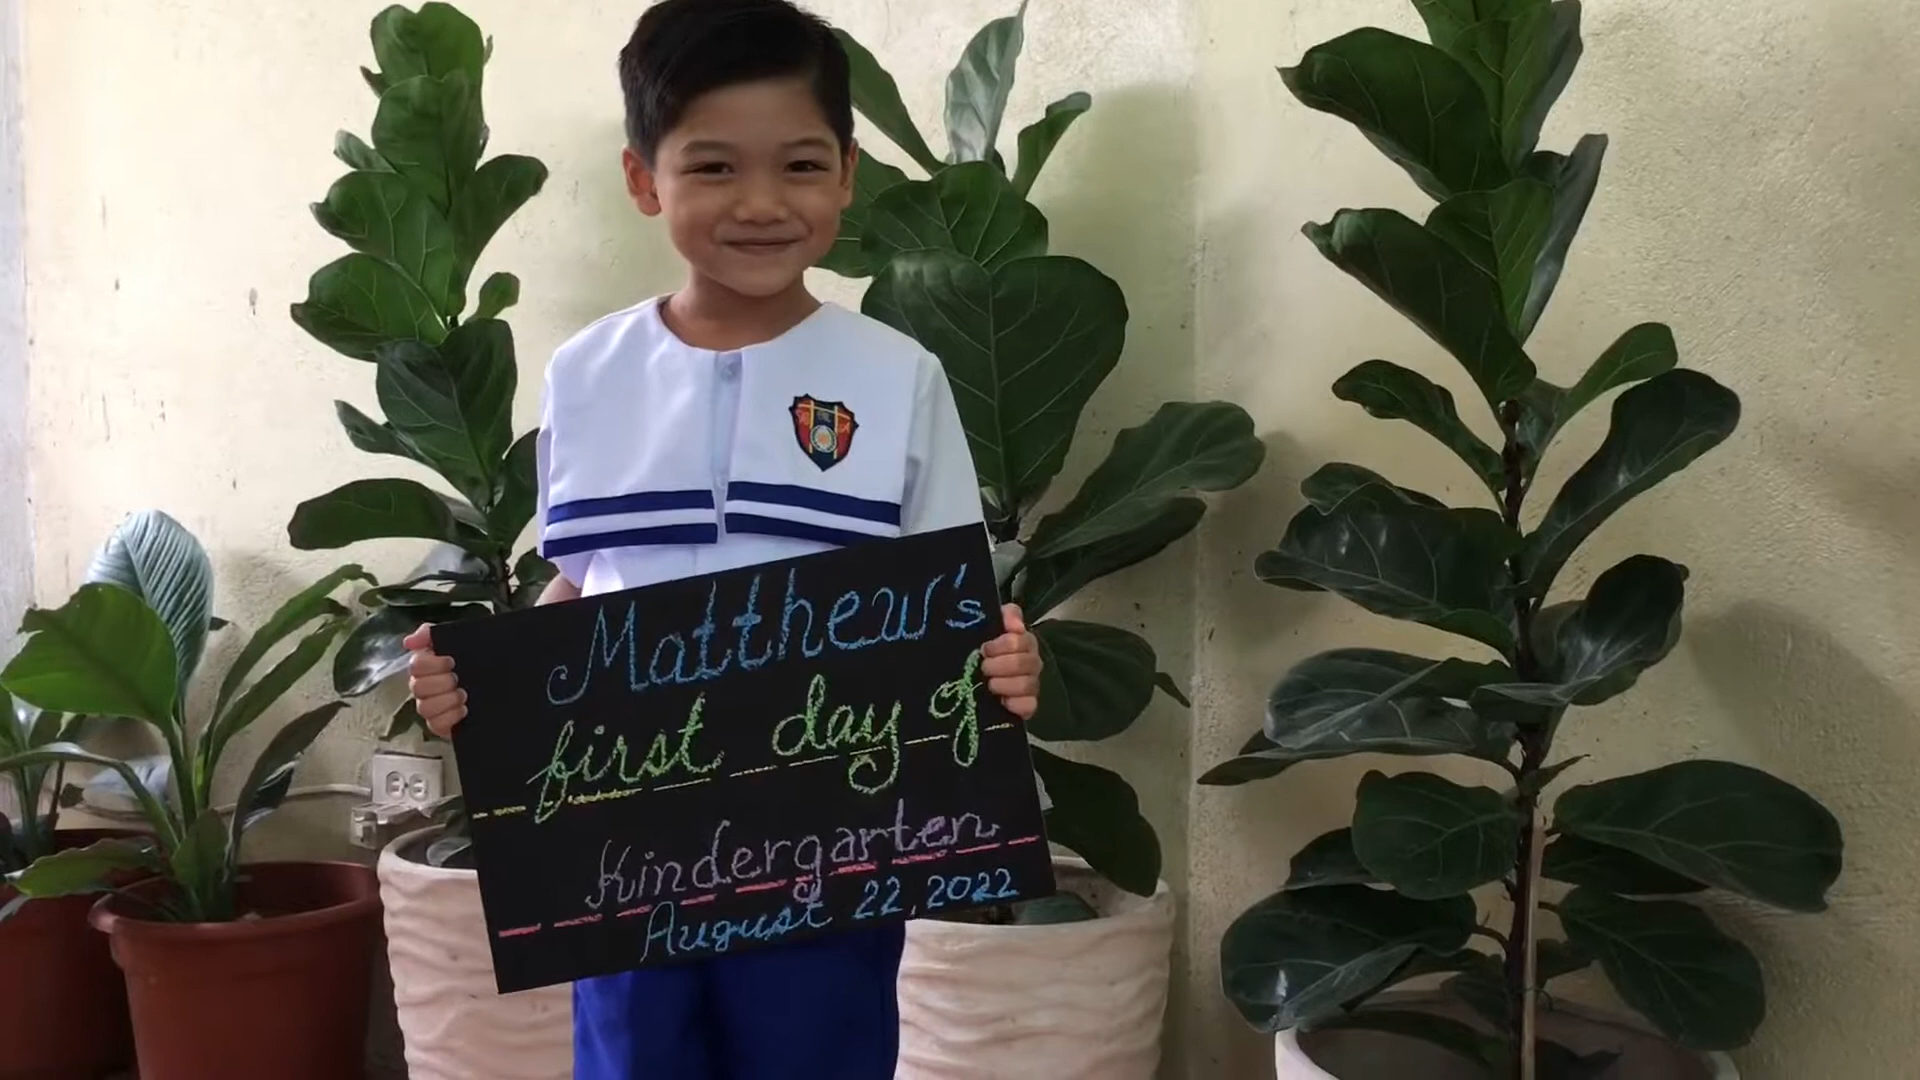 Matthew's
first day of
Kindergarten
August 22, 2022